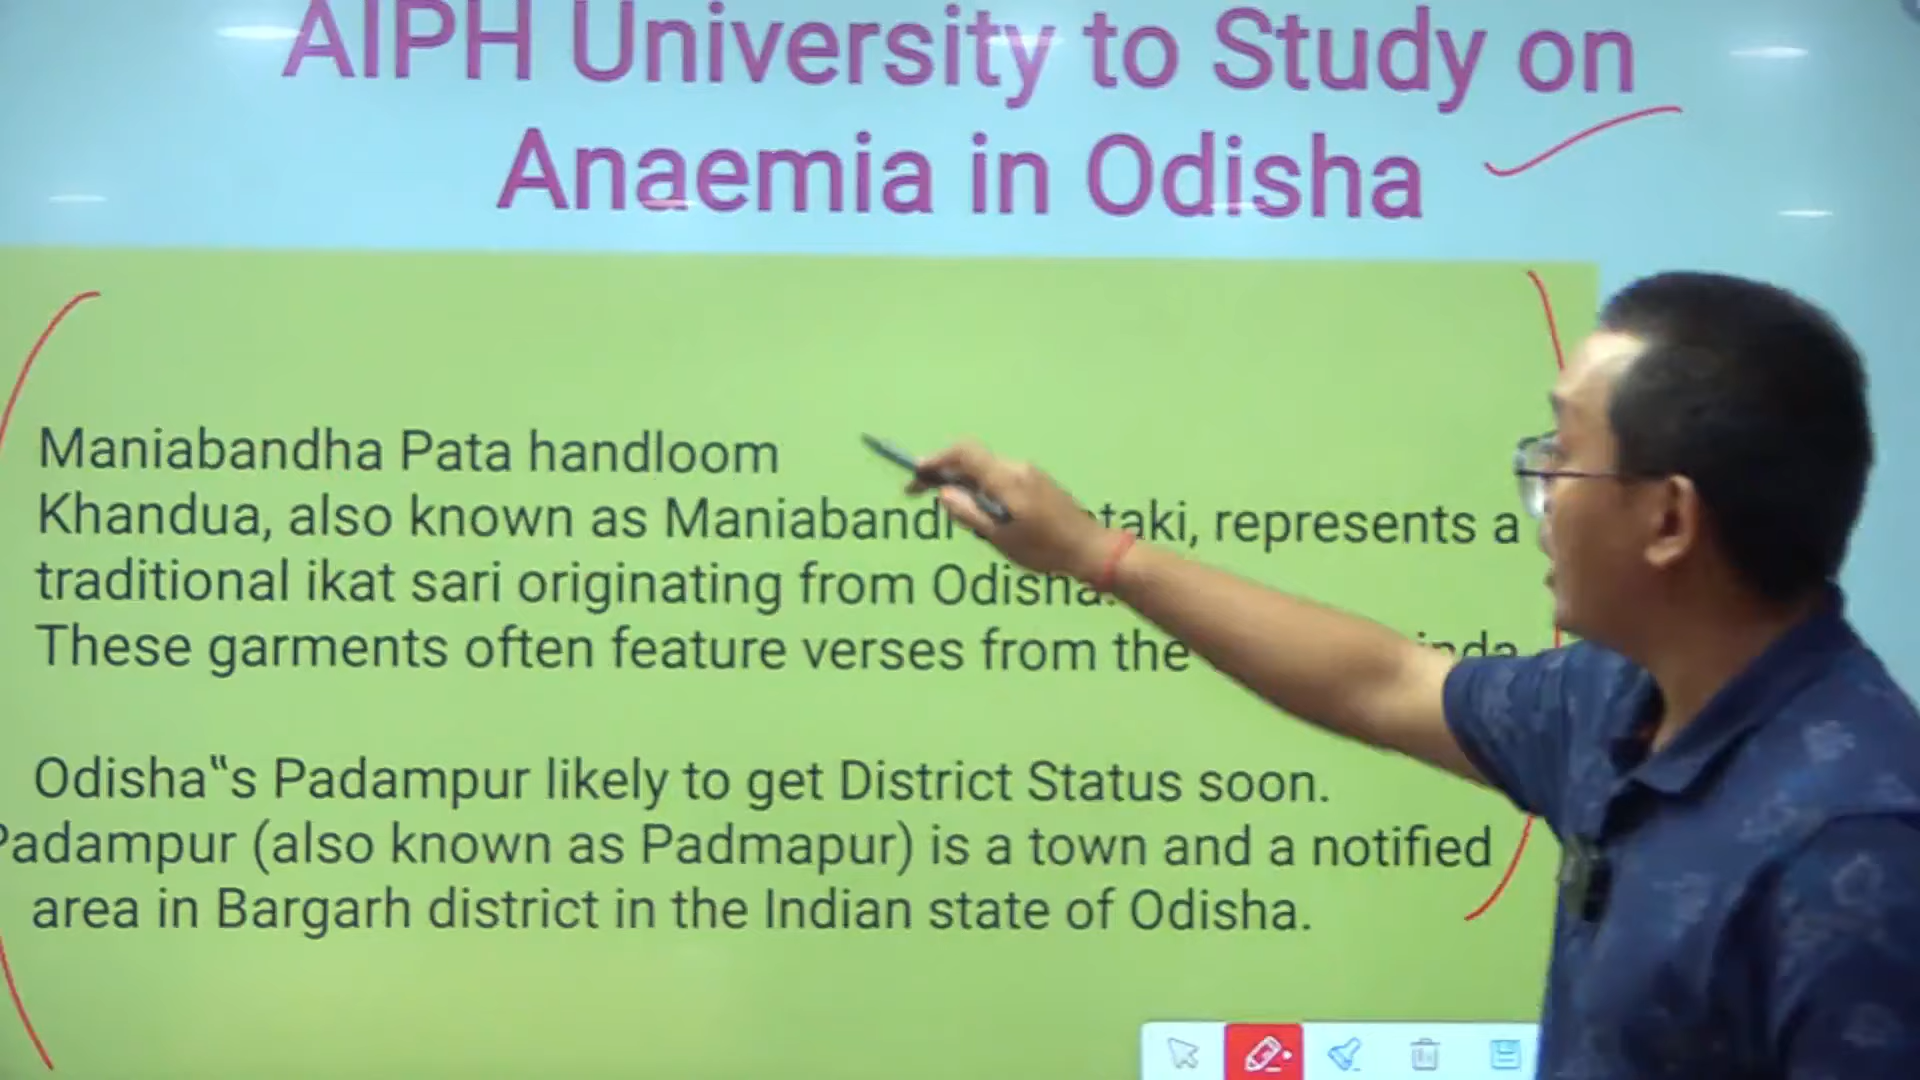 AIPH University to Study on
Anaemia in Odisha
Maniabandha Pata handloom
Khandua, also known as represents a
traditional ikat sari originating from Odisha.
These garments often feature verses from the
Odisha‟s Padampur likely to get District Status soon.
Padampur (also known as Padmapur) is a town and a notified
area in Bargarh district in the Indian state of Odisha.